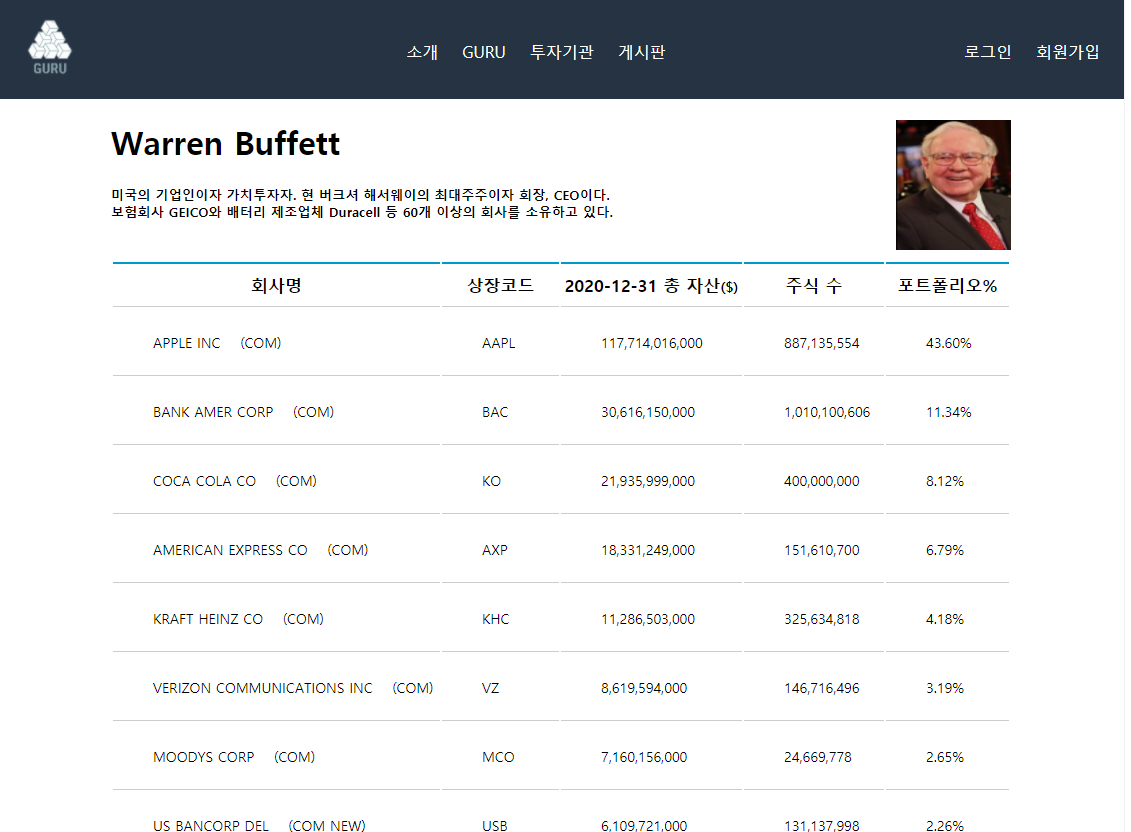 GURU
소개 GURU 투자기관 게시판
로그인 회원가입
Warren Buffett
미국의 기업인이자 가치투자자. 현 버크셔 해서웨이의 최대주주이자 회장, CEO이다.
보험회사 GEICO와 배터리 제조업체 Duracell 등 60개 이상의 회사를 소유하고 있다.
회사명 상장코드 2020-12-31 총 자산($) 주식 수 포트폴리오%
APPLE INC (COM) AAPL 117,714,016,000 887,135,554 43.60%
BANK AMER CORP (COM) BAC 30,616,150,000 1,010,100,606 11.34%
COCA COLA CO (COM) KO 21,935,999,000 400,000,000 8.12%
AMERICAN EXPRESS CO (COM) AXP 18,331,249,000 151,610,700 6.79%
KRAFT HEINZ CO (COM) KHC 11,286,503,000 325,634,818 4.18%
VERIZON COMMUNICATIONS INC (COM) VZ 8,619,594,000 146,716,496 3.19%
MOODYS CORP (COM) MCO 7,160,156,000 24,669,778 2.65%
US BANCORP DEL (COM NEW) USB 6,109,721,000 131,137,998 2.26%